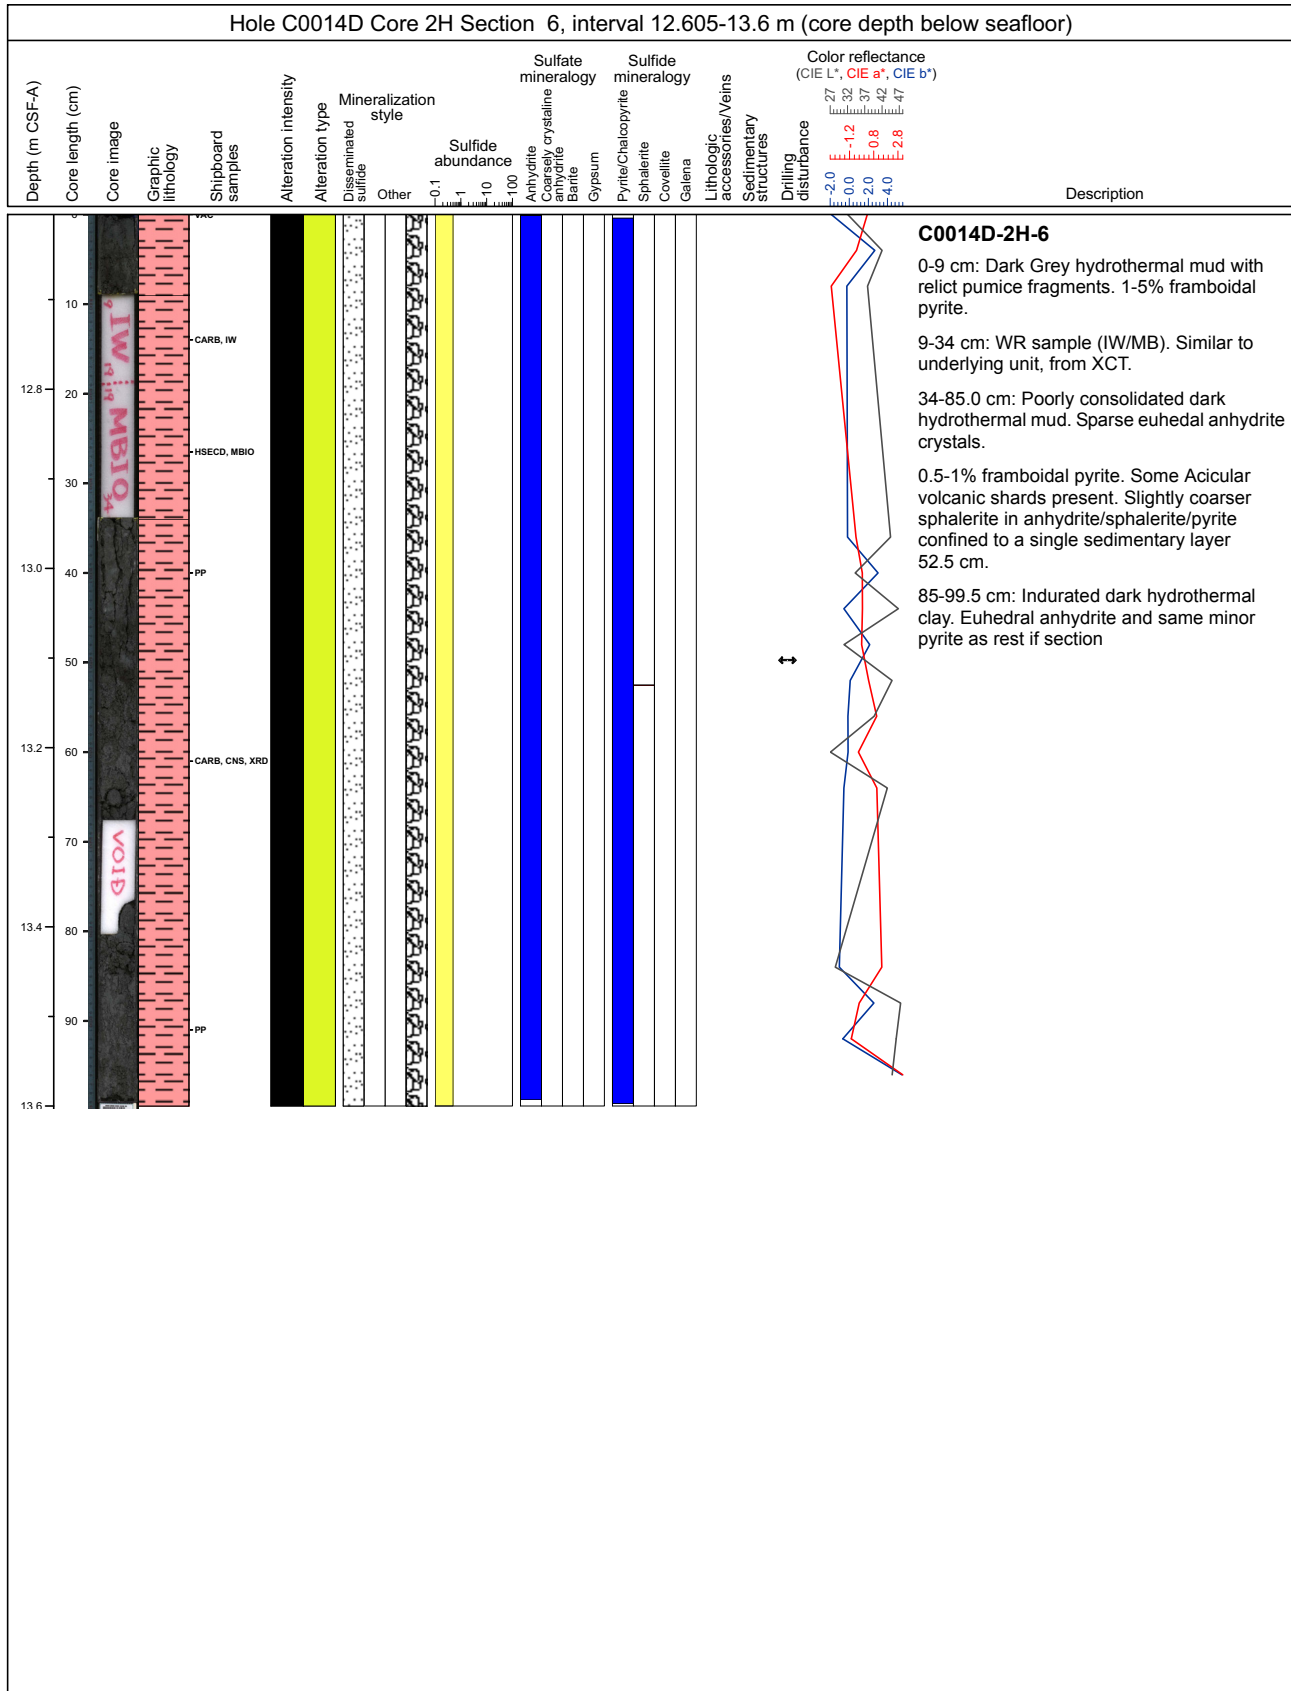 Hole C0014D Core 2H Section 6, interval 12.605-13.6 m (core depth below seafloor)
Depth (m CSF-A)
Core length (cm)
Core image
Graphic
lithology
Shipboard
samples
Alteration intensity
Alteration type
Mineralization
style
Disseminated
sulfide
Other
Sulfide
abundance
0.1
1
10
100
Sulfate
mineralogy
Anhydrite
Coarsely crystaline
anhydrite
Barite
Gypsum
Sulfide
mineralogy
Pyrite/Chalcopyrite
Sphalerite
Covellite
Galena
Lithologic
accessories/Veins
Sedimentary
structures
Drilling
disturbance
Color reflectance
(CIE L*, CIE a*, CIE b*)
27
32
37
42
47
-1.2
0.8
2.8
-2.0
0.0
2.0
4.0
Description
12.8
13.0
13.2
13.4
13.6
0
10
20
30
40
50
60
70
80
90
9
IW
19
19
MBIO
34
VOID
VAC
CARB, IW
HSECD, MBIO
PP
CARB, CNS, XRD
PP
C0014D-2H-6
0-9 cm: Dark Grey hydrothermal mud with
relict pumice fragments. 1-5% framboidal
pyrite.
9-34 cm: WR sample (IW/MB). Similar to
underlying unit, from XCT.
34-85.0 cm: Poorly consolidated dark
hydrothermal mud. Sparse euhedal anhydrite
crystals.
0.5-1% framboidal pyrite. Some Acicular
volcanic shards present. Slightly coarser
sphalerite in anhydrite/sphalerite/pyrite
confined to a single sedimentary layer
52.5 cm.
85-99.5 cm: Indurated dark hydrothermal
clay. Euhedral anhydrite and same minor
pyrite as rest if section